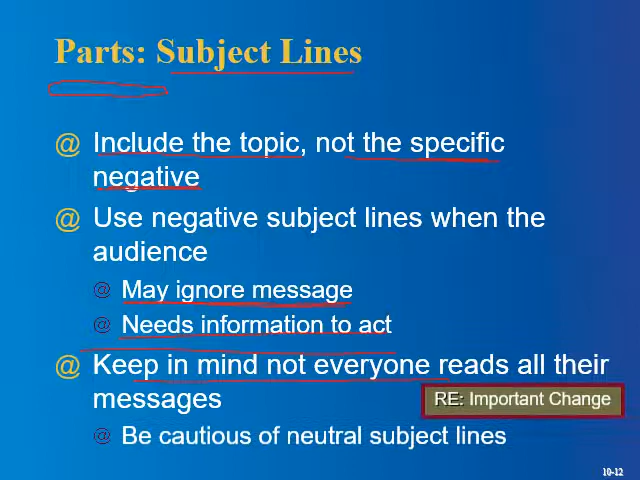 Parts: Subject Lines
@ Include the topic, not the specific
negative
@ Use negative subject lines when the
audience
@ May ignore message
@ Needs information to act
@ Keep in mind not everyone reads all their
messages
RE: Important Change
@ Be cautious of neutral subject lines
10-12